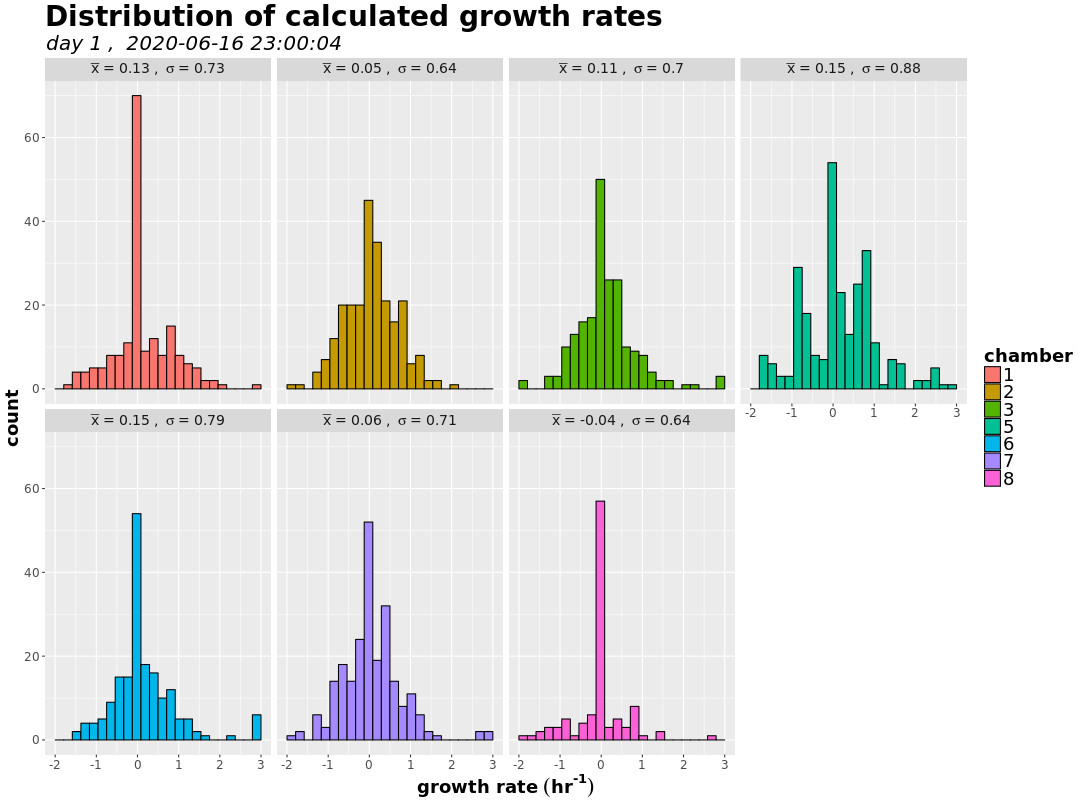 Distribution of calculated growth rates
day 1 , 2020-06-16 23:00:04
x̅ = 0.13 , σ = 0.73
x̅ = 0.05 , σ = 0.64
x̅ = 0.11 , σ = 0.7
x̅ = 0.15 , σ = 0.88
60
40
20
0
-2 -1 0 1 2 3
x̅ = 0.15 , σ = 0.79
x̅ = 0.06 , σ = 0.71
x̅ = -0.04 , σ = 0.64
60
40
20
0
-2 -1 0 1 2 3
-2 -1 0 1 2 3
-2 -1 0 1 2 3
count
growth rate (hr⁻¹)
chamber
1
2
3
5
6
7
8